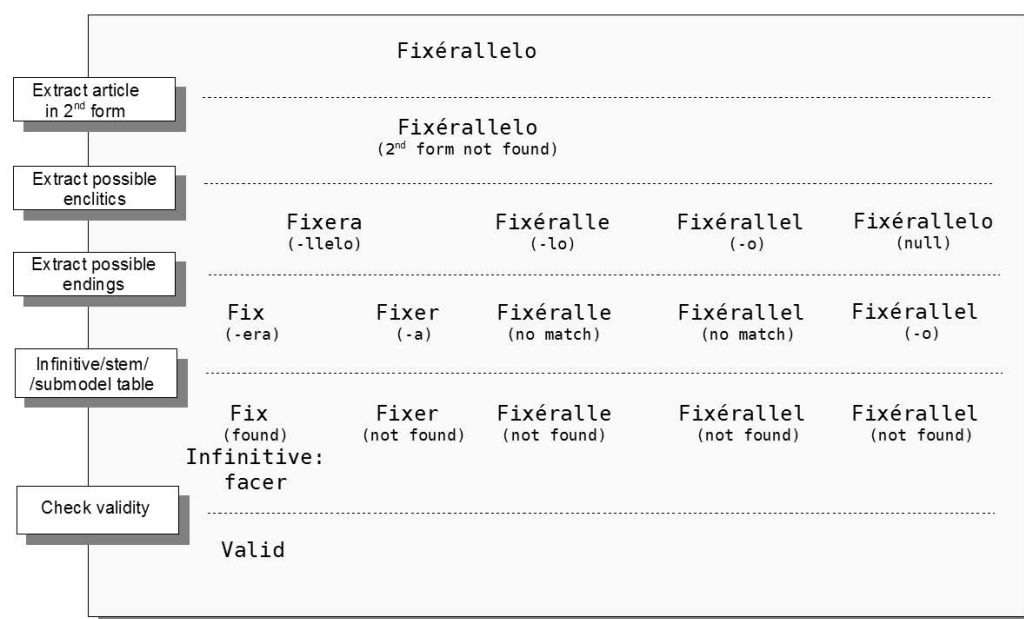 Fixérallelo
Extract article
in 2nd form
Fixérallelo
(2nd form not found)
Extract possible
enclitics
Fixera Fixéralle Fixérallel Fixérallelo
(-llelo) (-lo) (-o) (null)
Extract possible
endings
Fix Fixer Fixéralle Fixérallel Fixérallel
(-era) (-a) (no match) (no match) (-o)
Infinitive/stem/
/submodel table
Fix Fixer Fixéralle Fixérallel Fixérallel
(found) (not found) (not found) (not found) (not found)
Infinitive:
facer
Check validity
Valid